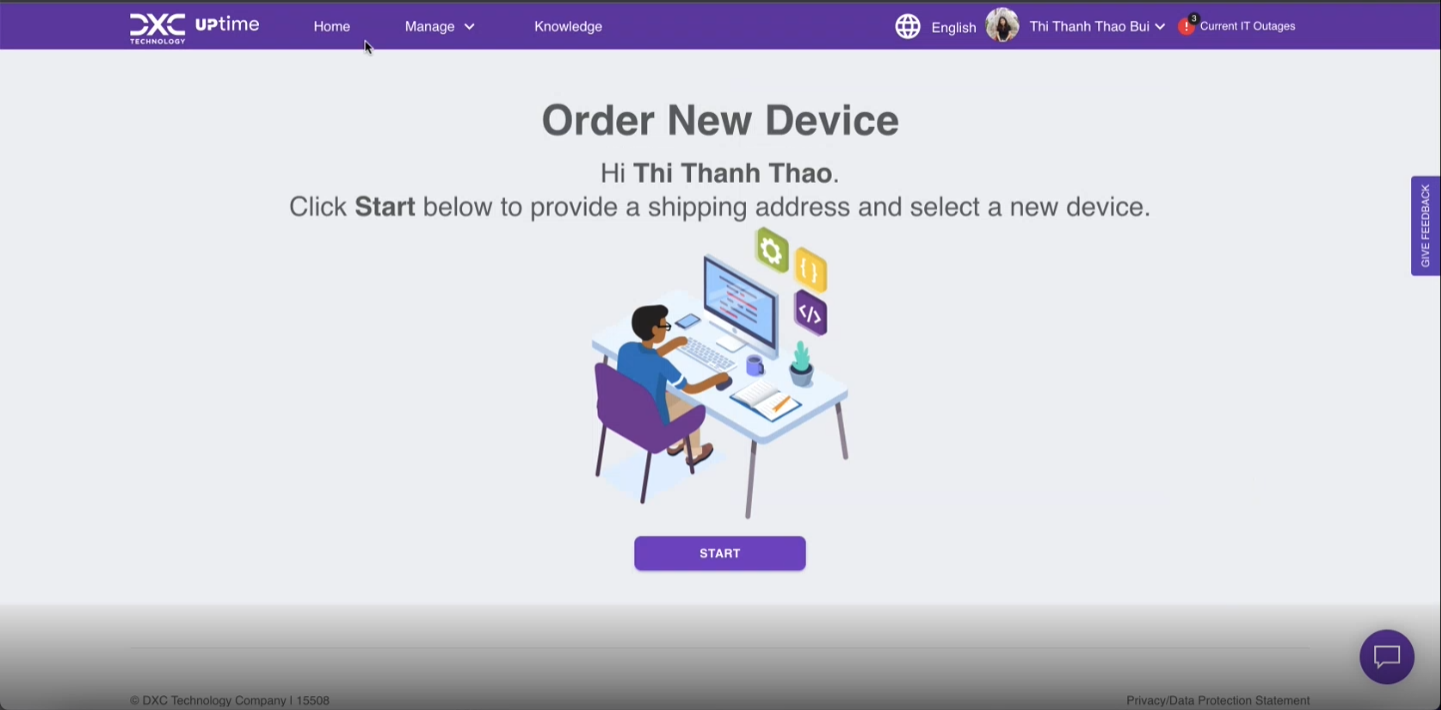 DXC TECHNOLOGY UPtime Home Manage Knowledge English Thi Thanh Thao Bui 3 Current IT Outages
Order New Device
Hi Thi Thanh Thao.
Click Start below to provide a shipping address and select a new device.
GIVE FEEDBACK
{ }
</>
START
© DXC Technology Company | 15508 Privacy/Data Protection Statement